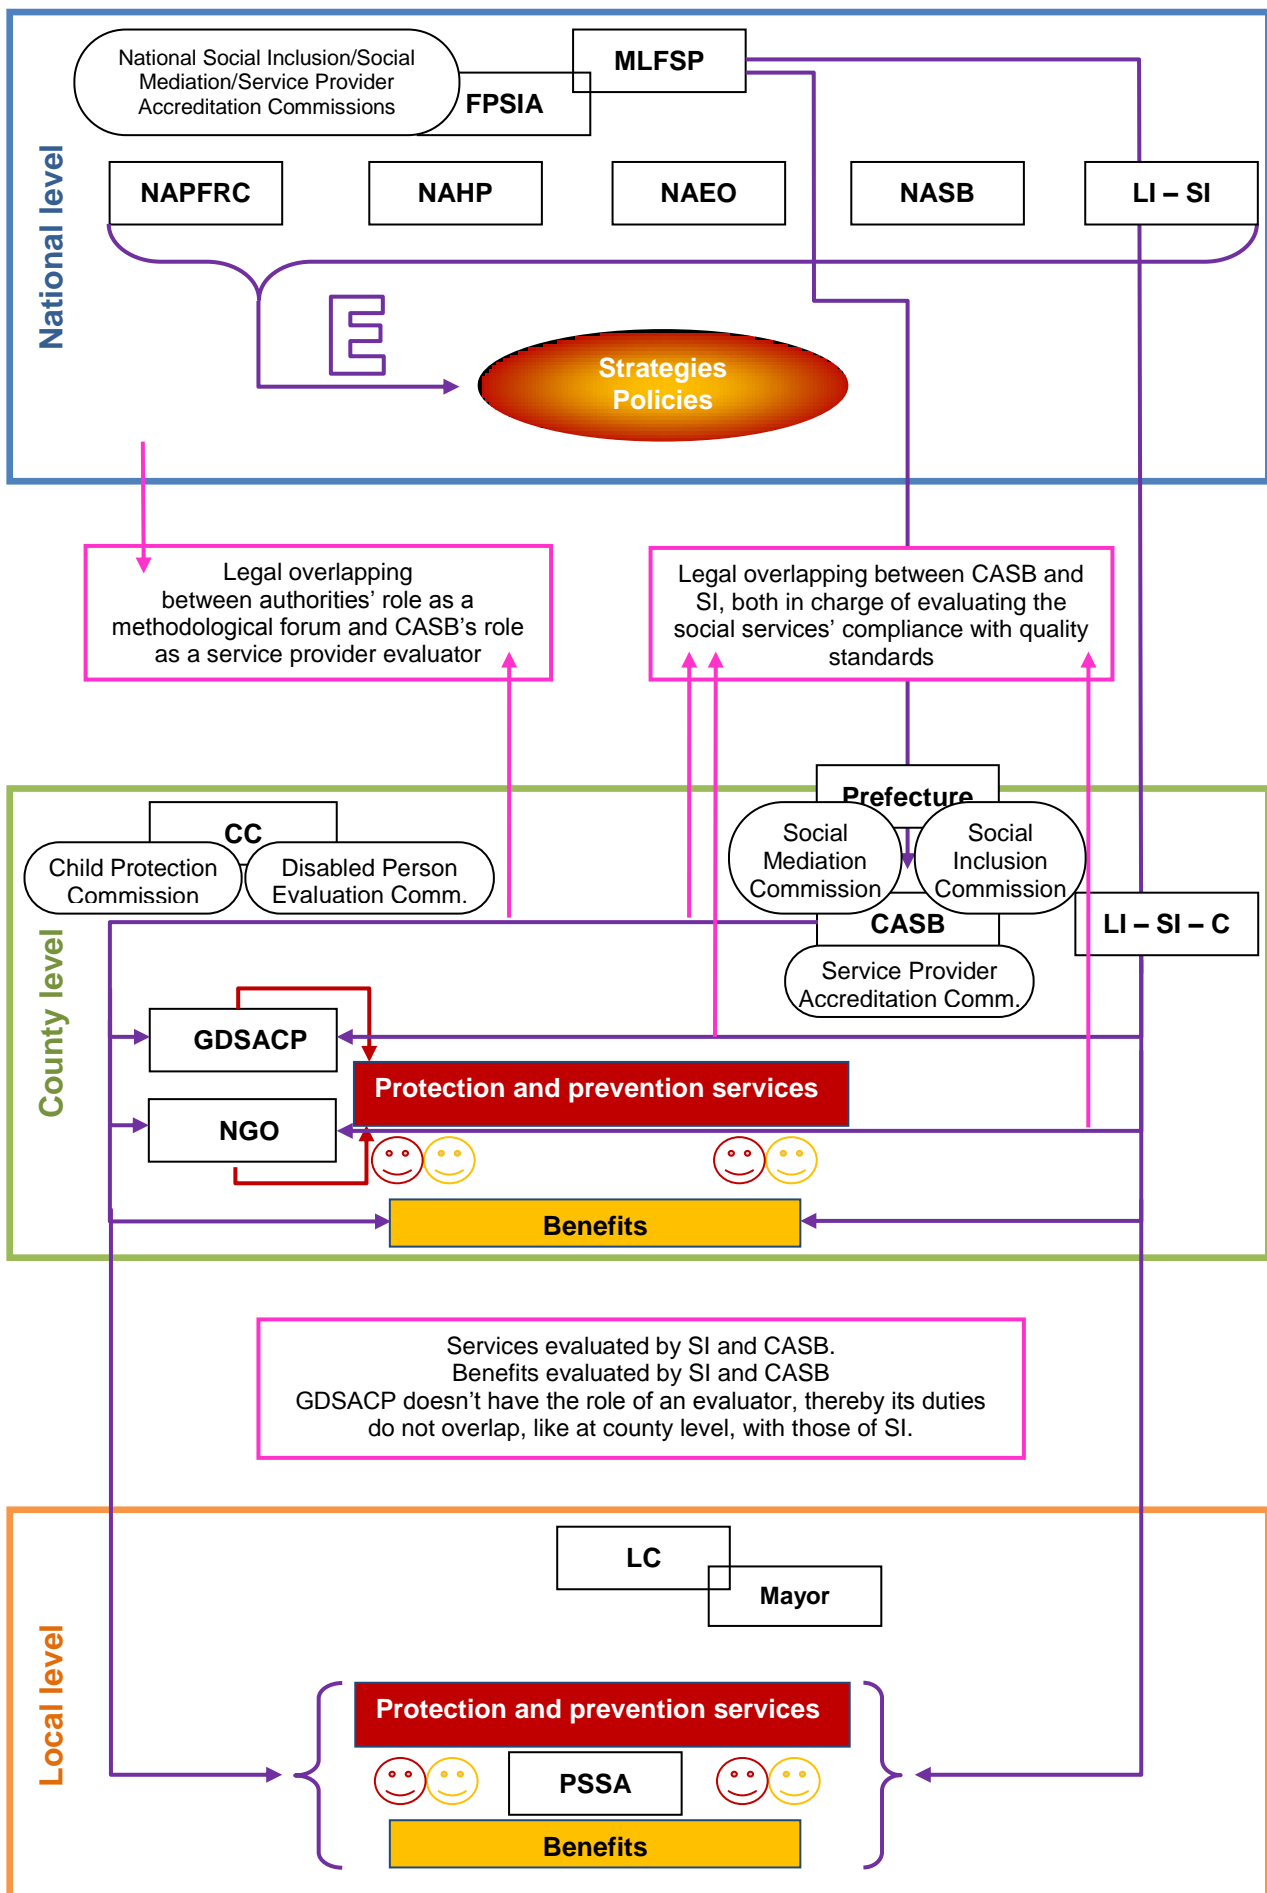 National level
National Social Inclusion/Social
Mediation/Service Provider
Accreditation Commissions
MLFSP
FPSIA
NAPFRC
NAHP
NAEO
NASB
LI – SI
E
Strategies
Policies
Legal overlapping
between authorities’ role as a
methodological forum and CASB’s role
as a service provider evaluator
Legal overlapping between CASB and
SI, both in charge of evaluating the
social services’ compliance with quality
standards
County level
CC
Child Protection
Commission
Disabled Person
Evaluation Comm.
Prefecture
Social
Mediation
Commission
Social
Inclusion
Commission
CASB
Service Provider
Accreditation Comm.
LI – SI – C
GDSACP
Protection and prevention services
NGO
Benefits
Services evaluated by SI and CASB.
Benefits evaluated by SI and CASB
GDSACP doesn’t have the role of an evaluator, thereby its duties
do not overlap, like at county level, with those of SI.
Local level
LC
Mayor
Protection and prevention services
PSSA
Benefits